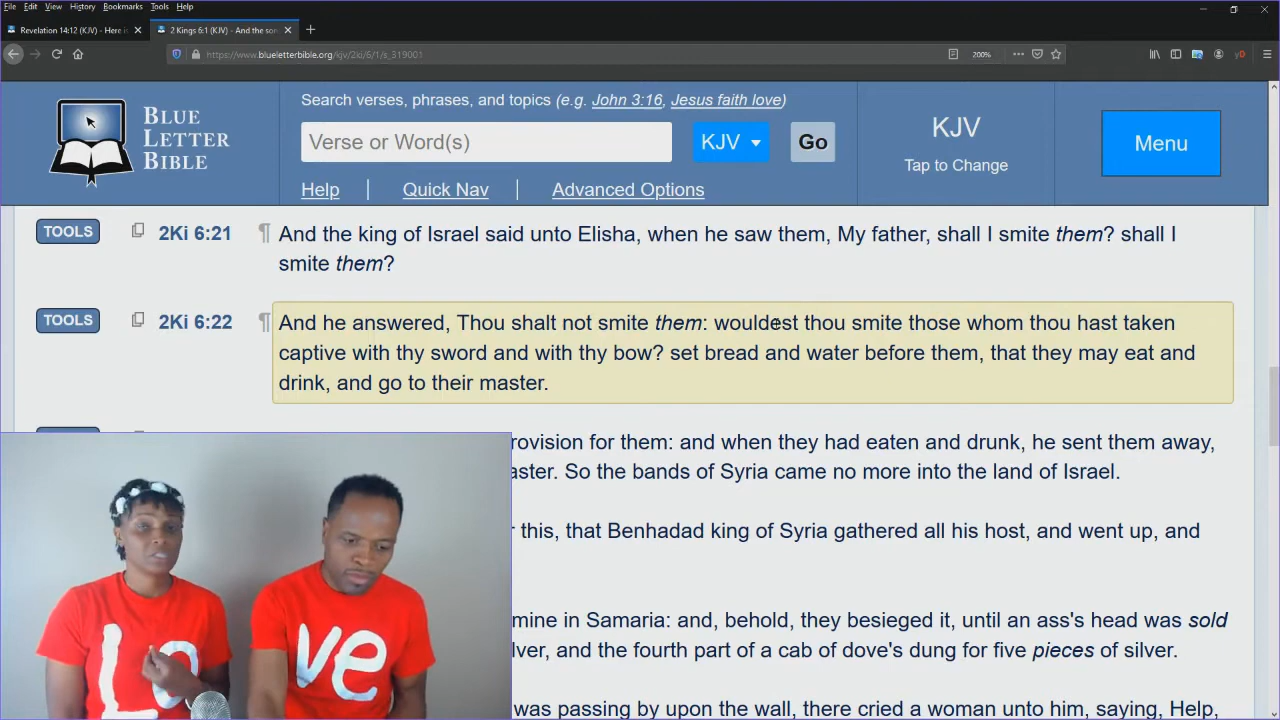 File Edit View History Bookmarks Tools Help
Revelation 14:12 (KJV) - Here is
2 Kings 6:1 (KJV) - And the son
https://www.blueletterbible.org/kjv/2ki/6/1/s_319001
200%
BLUE
LETTER
BIBLE
Search verses, phrases, and topics (e.g. John 3:16, Jesus faith love)
Verse or Word(s)
KJV
Go
Help | Quick Nav | Advanced Options
KJV
Tap to Change
Menu
TOOLS 2Ki 6:21 ¶ And the king of Israel said unto Elisha, when he saw them, My father, shall I smite them? shall I
smite them?
TOOLS 2Ki 6:22 ¶ And he answered, Thou shalt not smite them: wouldest thou smite those whom thou hast taken
captive with thy sword and with thy bow? set bread and water before them, that they may eat and
drink, and go to their master.
rovision for them: and when they had eaten and drunk, he sent them away,
aster. So the bands of Syria came no more into the land of Israel.
this, that Benhadad king of Syria gathered all his host, and went up, and
mine in Samaria: and, behold, they besieged it, until an ass's head was sold
lver, and the fourth part of a cab of dove's dung for five pieces of silver.
was passing by upon the wall, there cried a woman unto him, saying, Help,
Lo ve